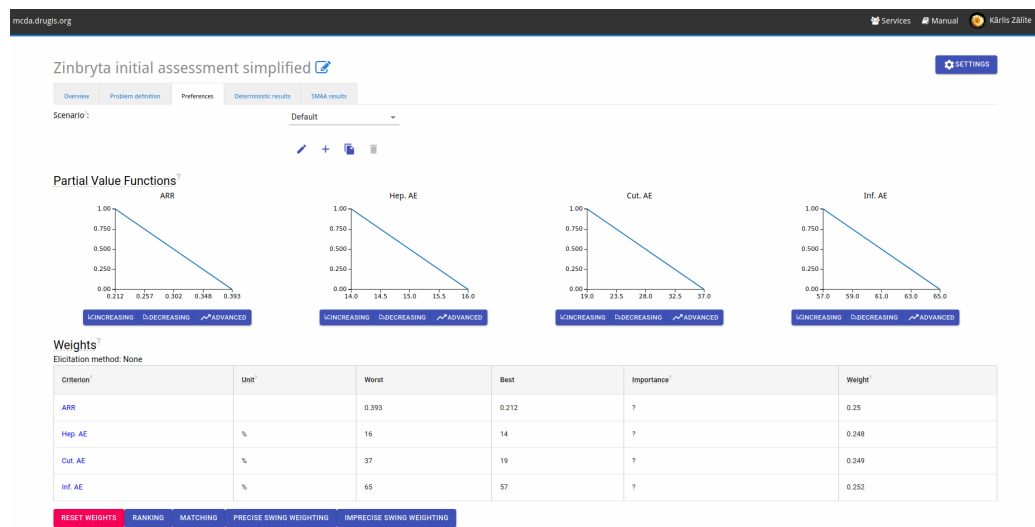 mcda.drugis.org Services Manual Kārlis Zālīte
Zinbryta initial assessment simplified SETTINGS
Overview Problem definition Preferences Deterministic results SMAA results
Scenario?: Default
Partial Value Functions?
ARR Hep. AE Cut. AE Inf. AE
1.00 1.00 1.00 1.00
0.750 0.750 0.750 0.750
0.500 0.500 0.500 0.500
0.250 0.250 0.250 0.250
0.00 0.00 0.00 0.00
0.212 0.257 0.302 0.348 0.393 14.0 14.5 15.0 15.5 16.0 19.0 23.5 28.0 32.5 37.0 57.0 59.0 61.0 63.0 65.0
INCREASING DECREASING ADVANCED INCREASING DECREASING ADVANCED INCREASING DECREASING ADVANCED INCREASING DECREASING ADVANCED
Weights?
Elicitation method: None
Criterion? Unit? Worst Best Importance? Weight?
ARR 0.393 0.212 ? 0.25
Hep. AE % 16 14 ? 0.248
Cut. AE % 37 19 ? 0.249
Inf. AE % 65 57 ? 0.252
RESET WEIGHTS RANKING MATCHING PRECISE SWING WEIGHTING IMPRECISE SWING WEIGHTING